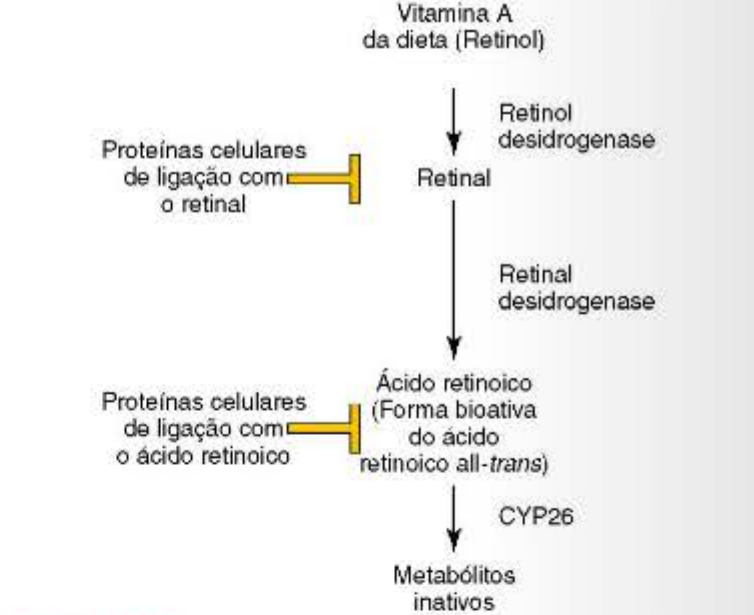 Vitamina A
da dieta (Retinol)
Retinol
desidrogenase
Proteínas celulares
de ligação com
o retinal
Retinal
Retinal
desidrogenase
Proteínas celulares
de ligação com
o ácido retinoico
Ácido retinoico
(Forma bioativa
do ácido
retinoico all-trans)
CYP26
Metabólitos
inativos